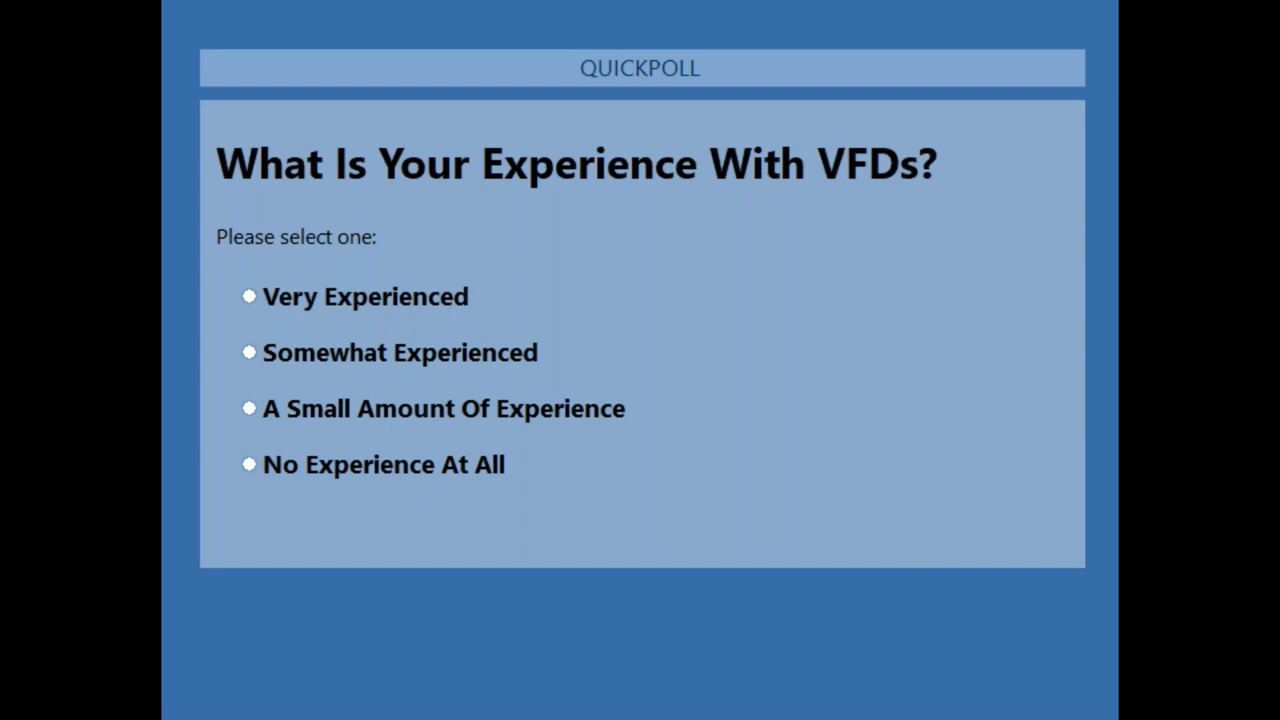 QUICKPOLL
What Is Your Experience With VFDs?
Please select one:
Very Experienced
Somewhat Experienced
A Small Amount Of Experience
No Experience At All